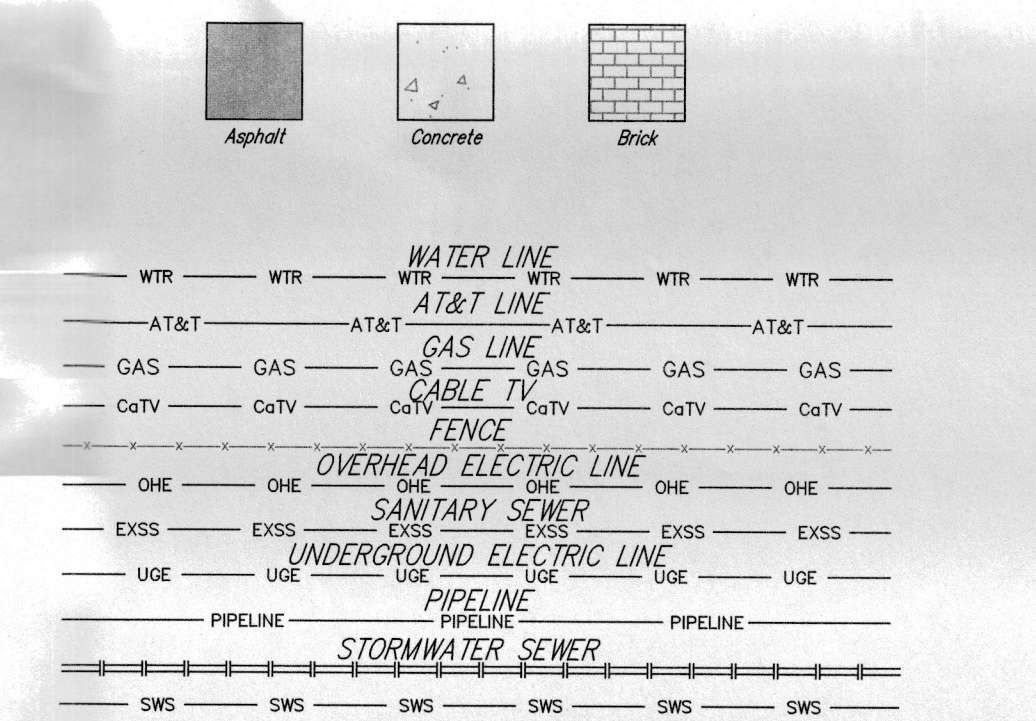 Asphalt Concrete Brick
WATER LINE
WTR WTR WTR WTR WTR WTR
AT&T LINE
AT&T AT&T AT&T AT&T
GAS LINE
GAS GAS GAS GAS GAS GAS
CABLE TV
CaTV CaTV CaTV CaTV CaTV CaTV
FENCE
x x x x x x x x x x x x x x x x x x
OVERHEAD ELECTRIC LINE
OHE OHE OHE OHE OHE OHE
SANITARY SEWER
EXSS EXSS EXSS EXSS EXSS EXSS
UNDERGROUND ELECTRIC LINE
UGE UGE UGE UGE UGE UGE
PIPELINE
PIPELINE PIPELINE PIPELINE
STORMWATER SEWER
SWS SWS SWS SWS SWS SWS